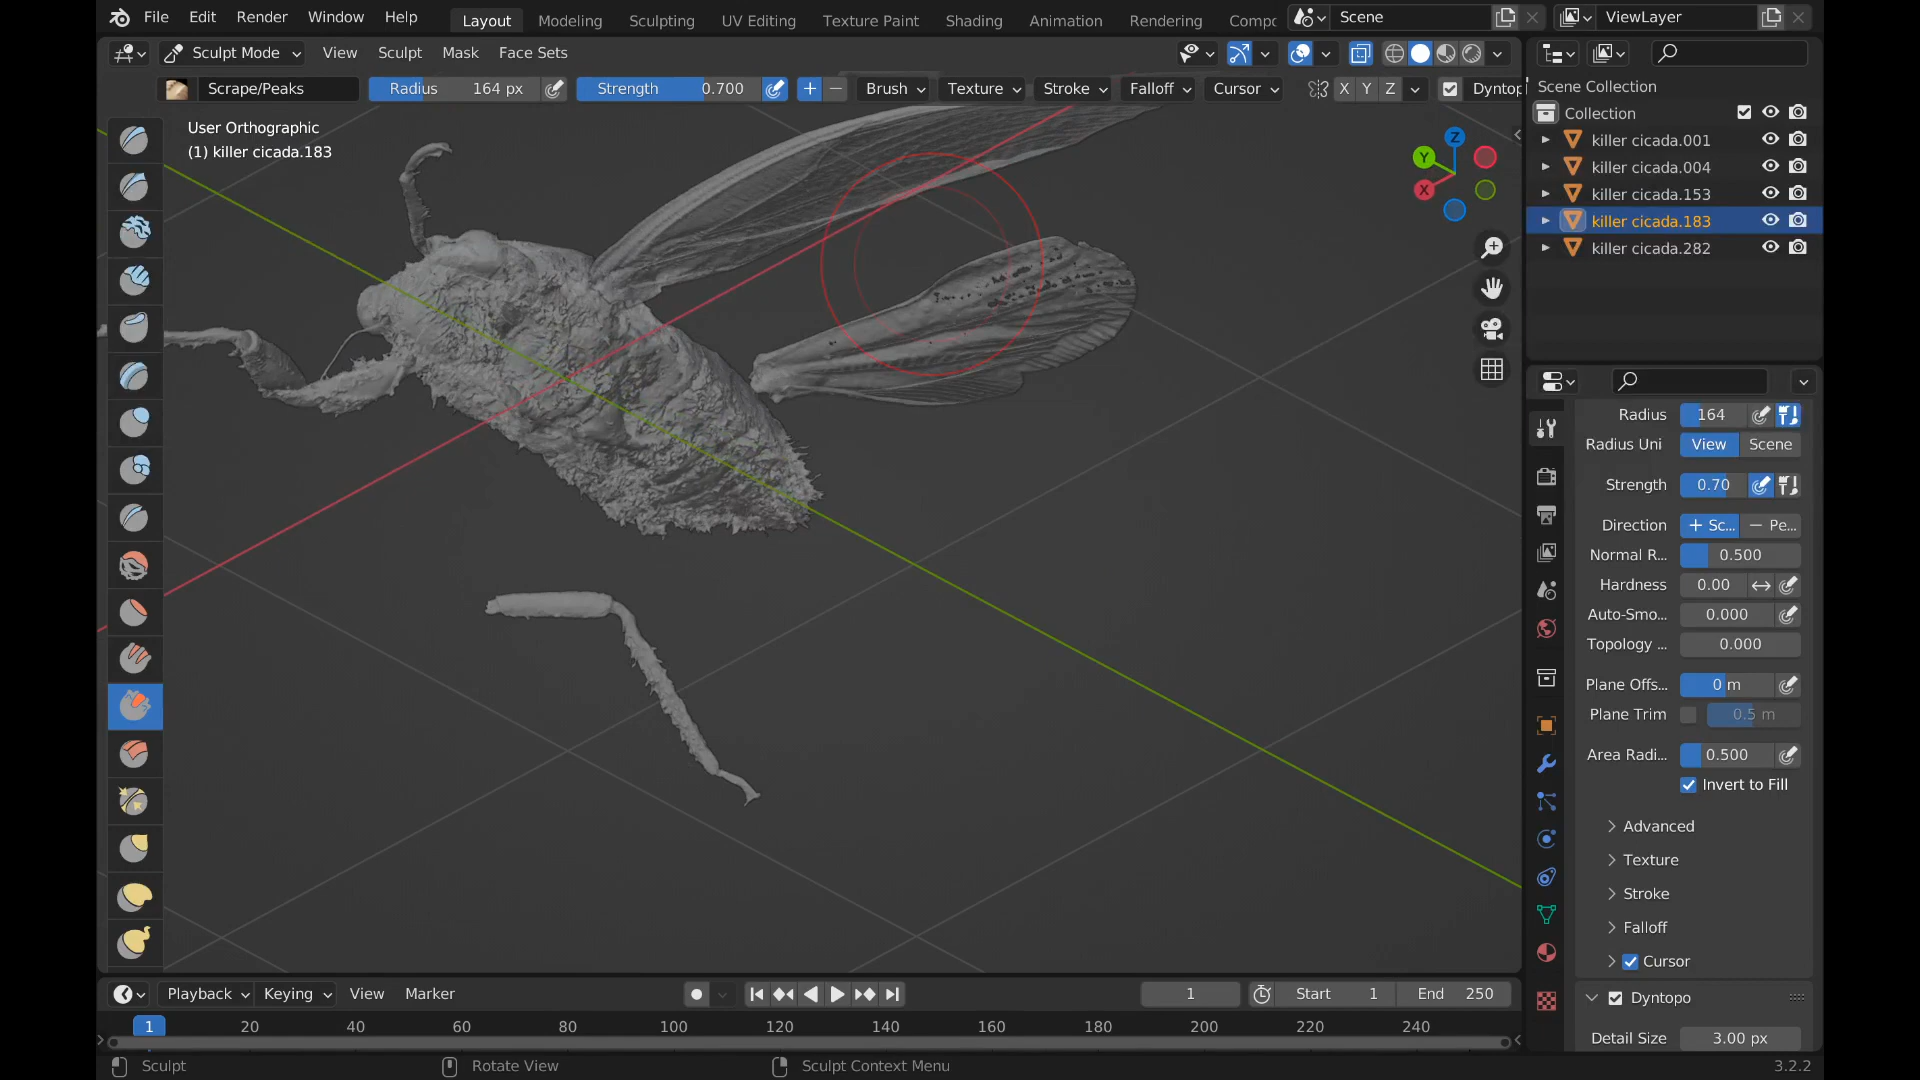 File Edit Render Window Help Layout Modeling Sculpting UV Editing Texture Paint Shading Animation Rendering Compo Scene ViewLayer
Sculpt Mode View Sculpt Mask Face Sets
Scrape/Peaks Radius 164 px Strength 0.700 Brush Texture Stroke Falloff Cursor X Y Z Dyntop
User Orthographic
(1) killer cicada.183
Z
Y
X
Scene Collection
Collection
killer cicada.001
killer cicada.004
killer cicada.153
killer cicada.183
killer cicada.282
Radius 164
Radius Uni View Scene
Strength 0.70
Direction + Sc... − Pe...
Normal R... 0.500
Hardness 0.00
Auto-Smo... 0.000
Topology ... 0.000
Plane Offs... 0 m
Plane Trim 0.5 m
Area Radi... 0.500
Invert to Fill
Advanced
Texture
Stroke
Falloff
Cursor
Dyntopo
Detail Size 3.00 px
Playback Keying View Marker 1 Start 1 End 250
1 20 40 60 80 100 120 140 160 180 200 220 240
Sculpt Rotate View Sculpt Context Menu 3.2.2